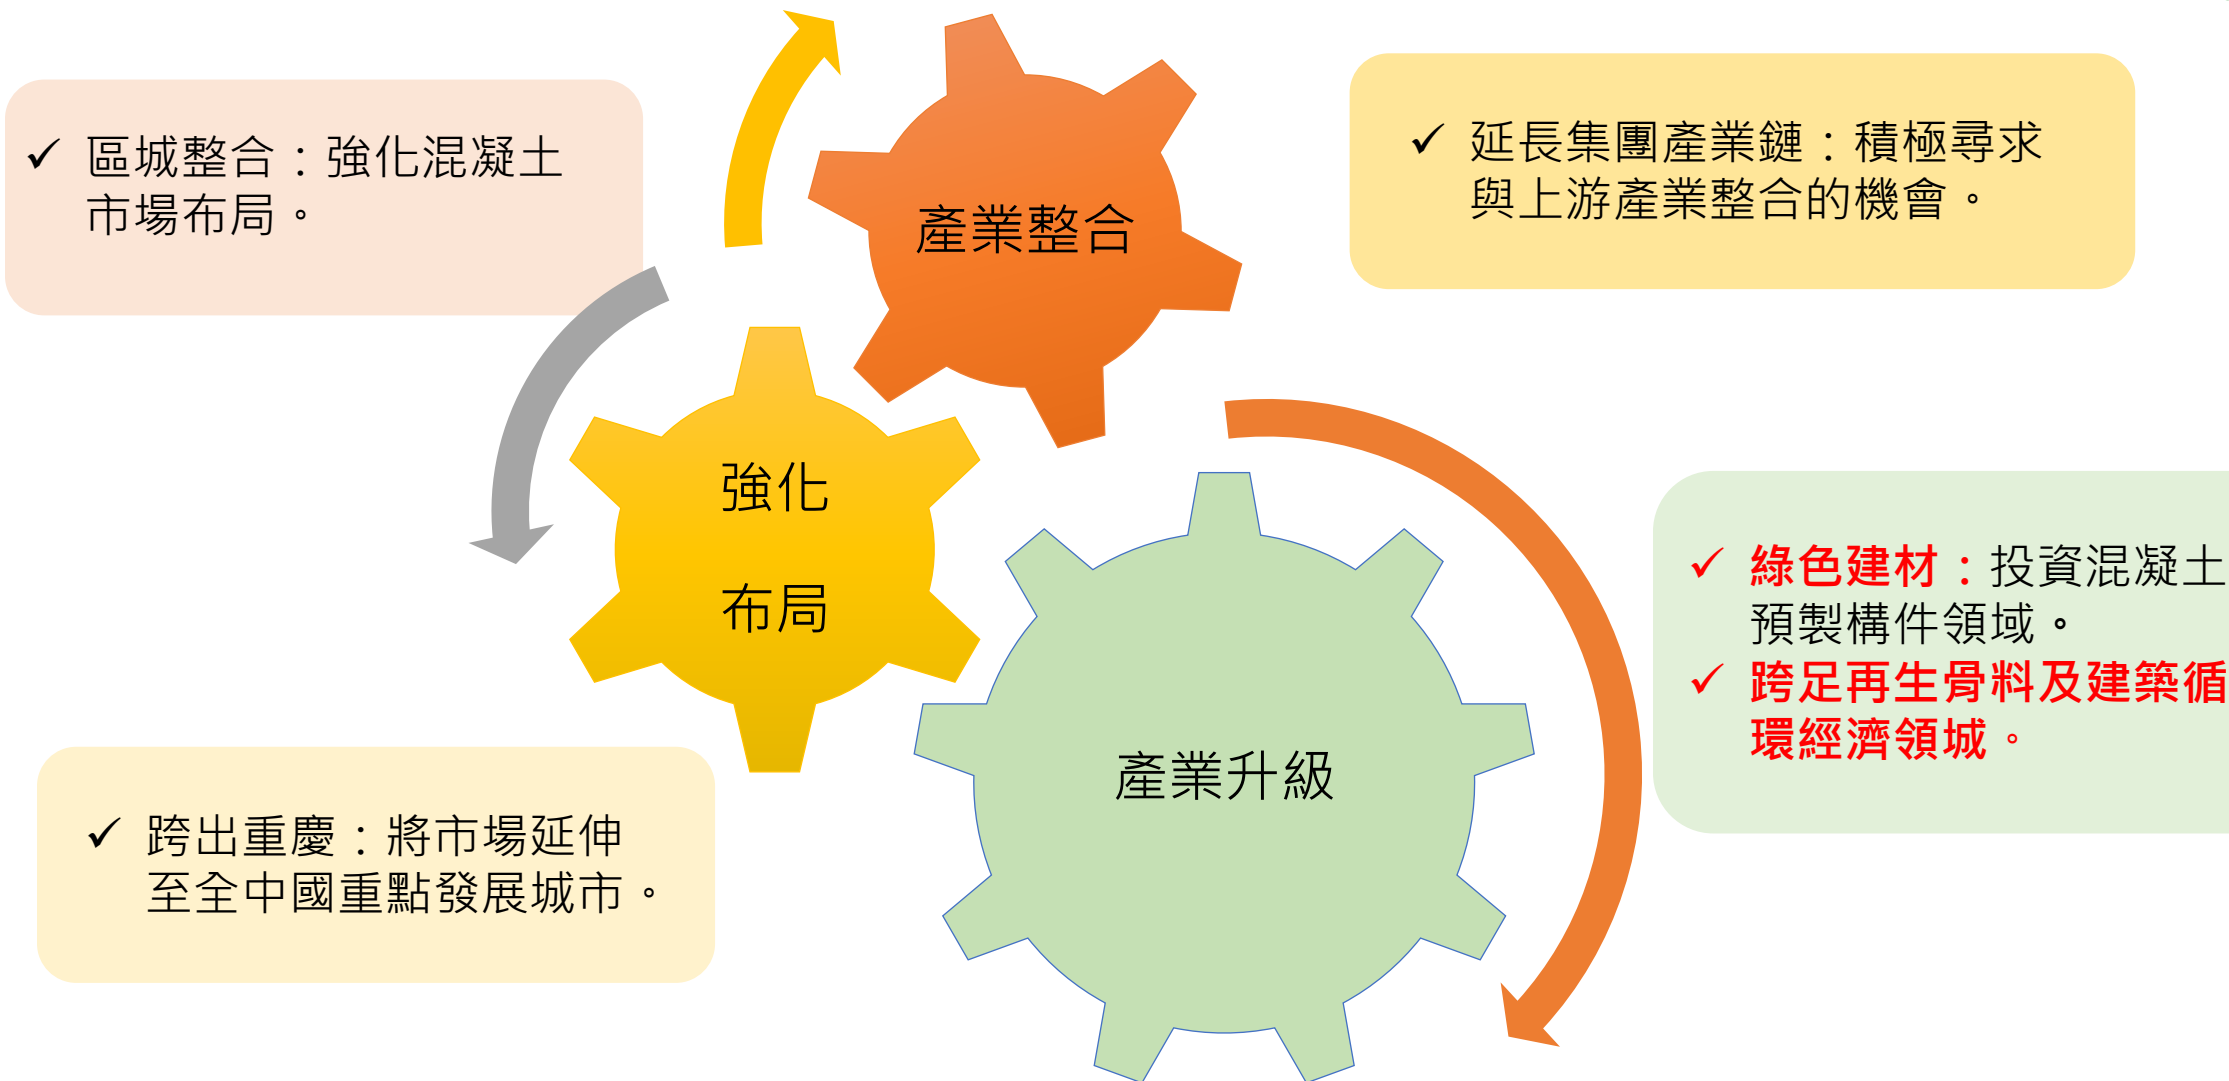 ✓ 區城整合：強化混凝土
市場布局。
產業整合
✓ 延長集團產業鏈：積極尋求
與上游產業整合的機會。
強化
布局
產業升級
✓ 綠色建材：投資混凝土
預製構件領域。
✓ 跨足再生骨料及建築循
環經濟領城。
✓ 跨出重慶：將市場延伸
至全中國重點發展城市。